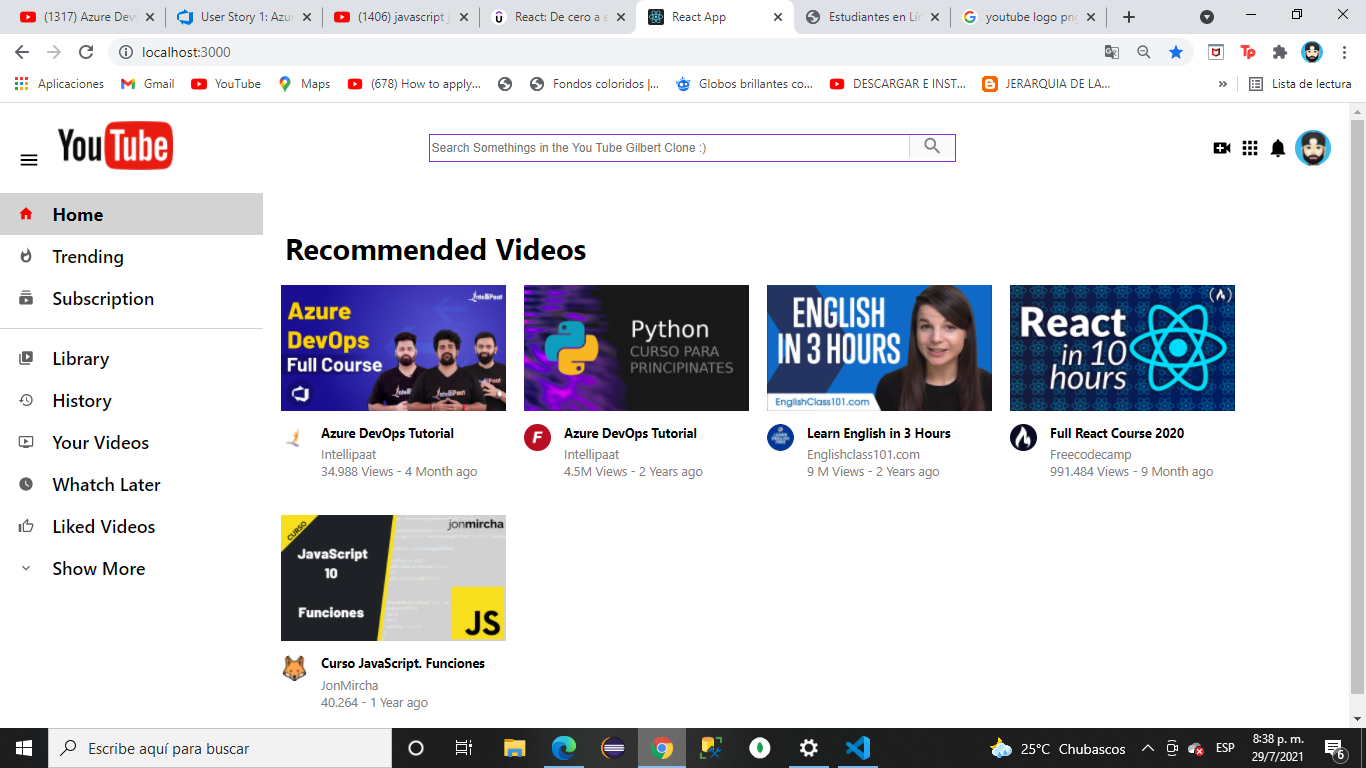 (1317) Azure Dev
User Story 1: Azu
(1406) javascript j
React: De cero a e
React App
Estudiantes en Lí
youtube logo png
localhost:3000
Aplicaciones
Gmail
YouTube
Maps
(678) How to apply...
Fondos coloridos |...
Globos brillantes co...
DESCARGAR E INST...
JERARQUIA DE LA...
»
Lista de lectura
YouTube
Search Somethings in the You Tube Gilbert Clone :)
Home
Trending
Subscription
Library
History
Your Videos
Whatch Later
Liked Videos
Show More
Recommended Videos
IntelliPaat
Azure
DevOps
Full Course
IntelliPaat
Python
CURSO PARA
PRINCIPINATES
ENGLISH
IN 3 HOURS
EnglishClass101.com
React
in 10
hours
Azure DevOps Tutorial
Intellipaat
34.988 Views - 4 Month ago
F
Azure DevOps Tutorial
Intellipaat
4.5M Views - 2 Years ago
Learn English in 3 Hours
Englishclass101.com
9 M Views - 2 Years ago
Full React Course 2020
Freecodecamp
991.484 Views - 9 Month ago
CURSO
jonmircha
JavaScript
10
Funciones
JS
Curso JavaScript. Funciones
JonMircha
40.264 - 1 Year ago
Escribe aquí para buscar
25°C Chubascos
ESP
8:38 p. m.
29/7/2021
6